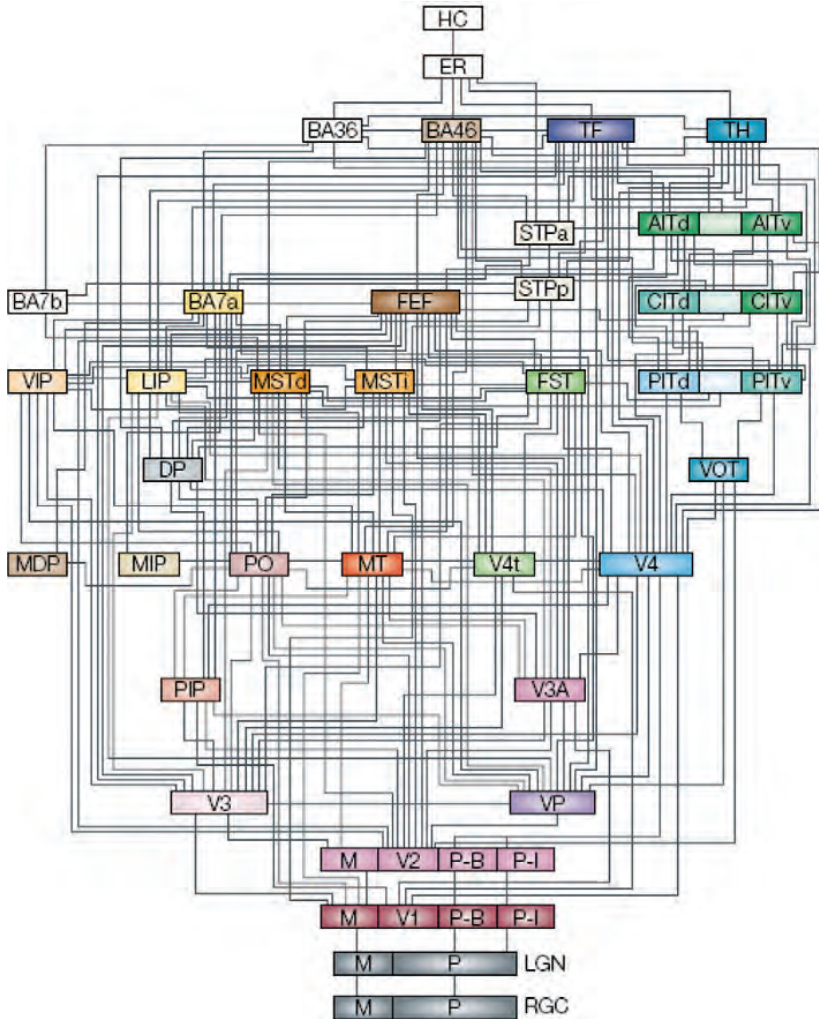 HC
ER
BA36 BA46 TF TH
STPa AITd AITv
BA7b BA7a FEF STPp CITd CITv
VIP LIP MSTd MSTi FST PITd PITv
DP VOT
MDP MIP PO MT V4t V4
PIP V3A
V3 VP
M V2 P-B P-I
M V1 P-B P-I
M P LGN
M P RGC